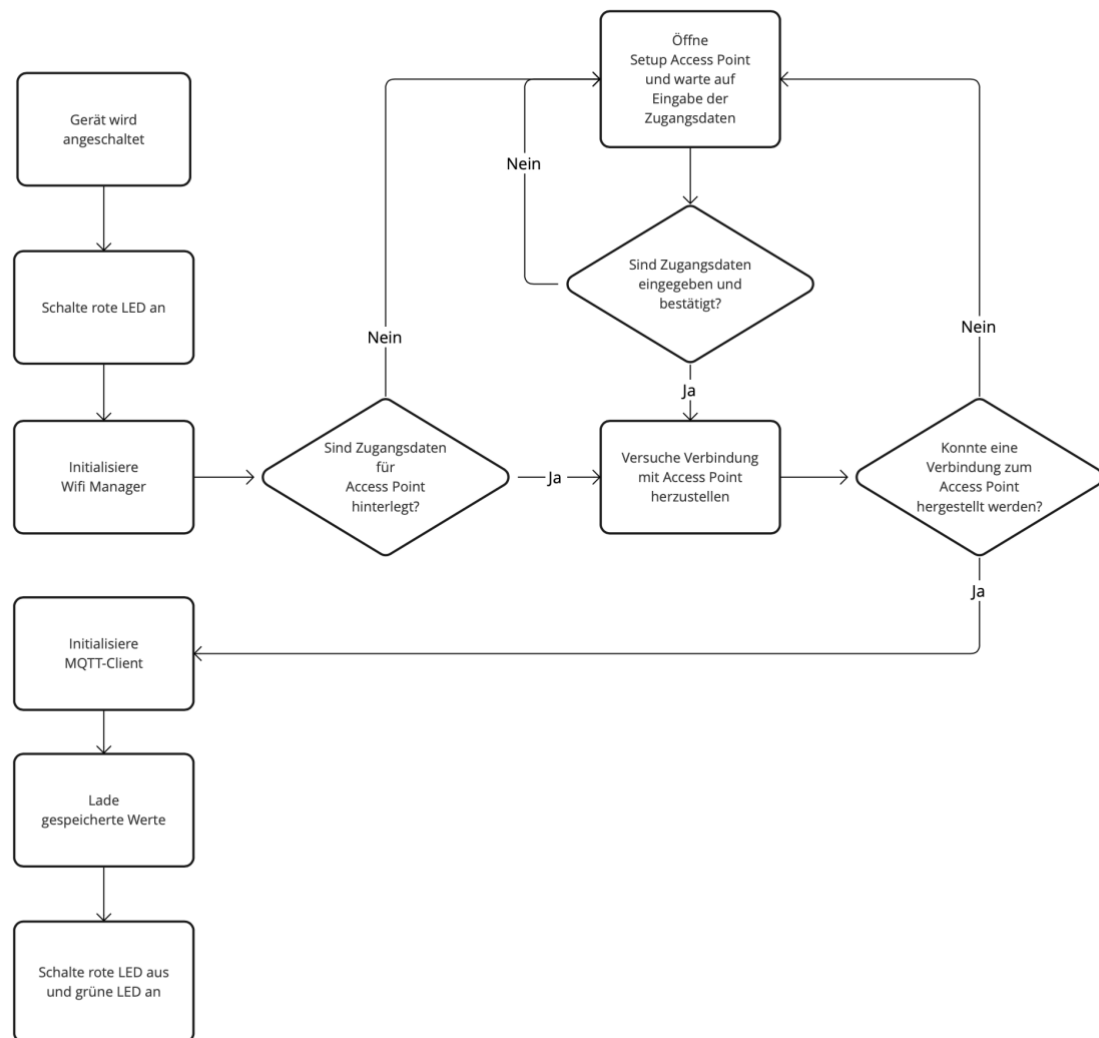 Gerät wird
angeschaltet
Schalte rote LED an
Initialisiere
Wifi Manager
Nein
Sind Zugangsdaten
für
Access Point
hinterlegt?
Ja
Öffne
Setup Access Point
und warte auf
Eingabe der
Zugangsdaten
Nein
Sind Zugangsdaten
eingegeben und
bestätigt?
Ja
Versuche Verbindung
mit Access Point
herzustellen
Nein
Konnte eine
Verbindung zum
Access Point
hergestellt werden?
Ja
Initialisiere
MQTT-Client
Lade
gespeicherte Werte
Schalte rote LED aus
und grüne LED an